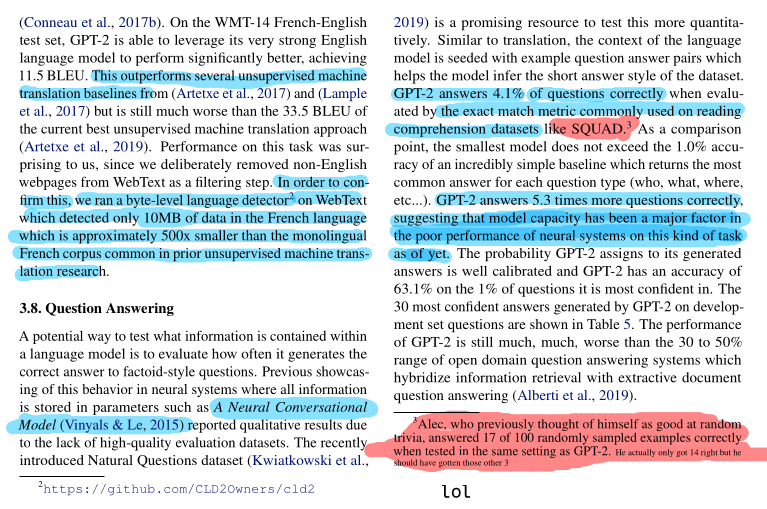 (Conneau et al., 2017b). On the WMT-14 French-English
test set, GPT-2 is able to leverage its very strong English
language model to perform significantly better, achieving
11.5 BLEU. This outperforms several unsupervised machine
translation baselines from (Artetxe et al., 2017) and (Lample
et al., 2017) but is still much worse than the 33.5 BLEU of
the current best unsupervised machine translation approach
(Artetxe et al., 2019). Performance on this task was sur-
prising to us, since we deliberately removed non-English
webpages from WebText as a filtering step. In order to con-
firm this, we ran a byte-level language detector2 on WebText
which detected only 10MB of data in the French language
which is approximately 500x smaller than the monolingual
French corpus common in prior unsupervised machine trans-
lation research.
3.8. Question Answering
A potential way to test what information is contained within
a language model is to evaluate how often it generates the
correct answer to factoid-style questions. Previous showcas-
ing of this behavior in neural systems where all information
is stored in parameters such as A Neural Conversational
Model (Vinyals & Le, 2015) reported qualitative results due
to the lack of high-quality evaluation datasets. The recently
introduced Natural Questions dataset (Kwiatkowski et al.,
2https://github.com/CLD2Owners/cld2
2019) is a promising resource to test this more quantita-
tively. Similar to translation, the context of the language
model is seeded with example question answer pairs which
helps the model infer the short answer style of the dataset.
GPT-2 answers 4.1% of questions correctly when evalu-
ated by the exact match metric commonly used on reading
comprehension datasets like SQUAD.3 As a comparison
point, the smallest model does not exceed the 1.0% accu-
racy of an incredibly simple baseline which returns the most
common answer for each question type (who, what, where,
etc...). GPT-2 answers 5.3 times more questions correctly,
suggesting that model capacity has been a major factor in
the poor performance of neural systems on this kind of task
as of yet. The probability GPT-2 assigns to its generated
answers is well calibrated and GPT-2 has an accuracy of
63.1% on the 1% of questions it is most confident in. The
30 most confident answers generated by GPT-2 on develop-
ment set questions are shown in Table 5. The performance
of GPT-2 is still much, much, worse than the 30 to 50%
range of open domain question answering systems which
hybridize information retrieval with extractive document
question answering (Alberti et al., 2019).
3Alec, who previously thought of himself as good at random
trivia, answered 17 of 100 randomly sampled examples correctly
when tested in the same setting as GPT-2. He actually only got 14 right but he
should have gotten those other 3
lol